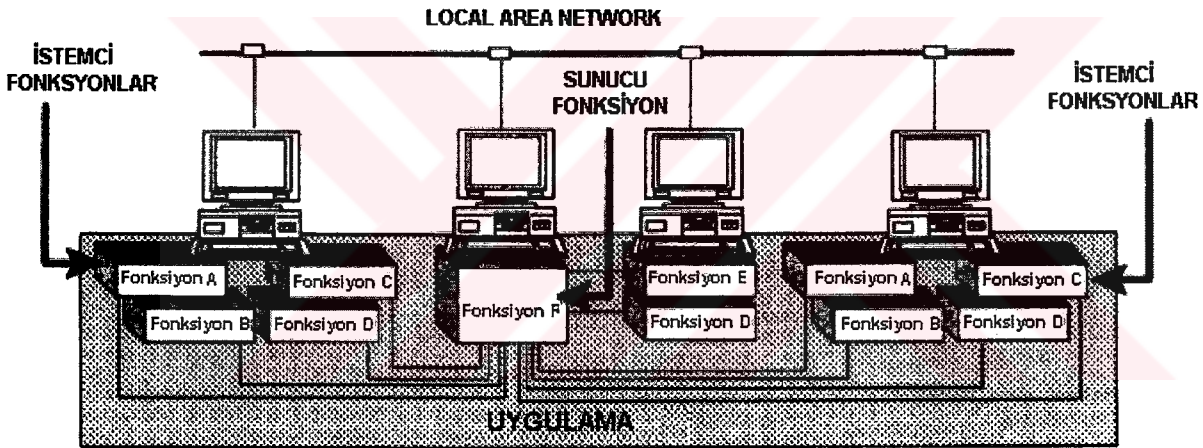 LOCAL AREA NETWORK
İSTEMCİ
FONKSYONLAR
SUNUCU
FONKSİYON
İSTEMCİ
FONKSYONLAR
Fonksiyon A
Fonksiyon C
Fonksiyon B
Fonksiyon D
Fonksiyon F
Fonksiyon E
Fonksiyon D
Fonksiyon A
Fonksiyon C
Fonksiyon B
Fonksiyon D
UYGULAMA